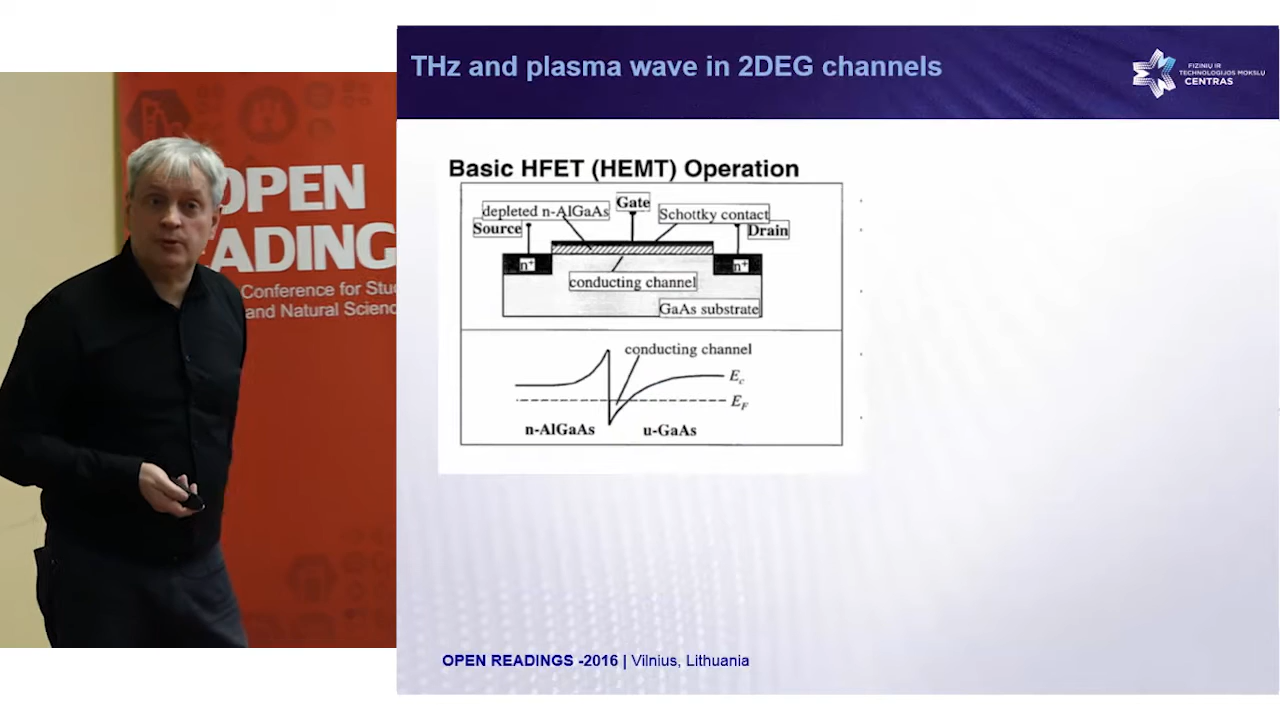 THz and plasma wave in 2DEG channels
FIZINIŲ IR
TECHNOLOGIJOS MOKSLŲ
CENTRAS
OPEN
READINGS
Conference for Stu
and Natural Scienc
Basic HFET (HEMT) Operation
depleted n-AlGaAs
Gate
Schottky contact
Source
Drain
n+
n+
conducting channel
GaAs substrate
conducting channel
Ec
EF
n-AlGaAs
u-GaAs
OPEN READINGS -2016 | Vilnius, Lithuania